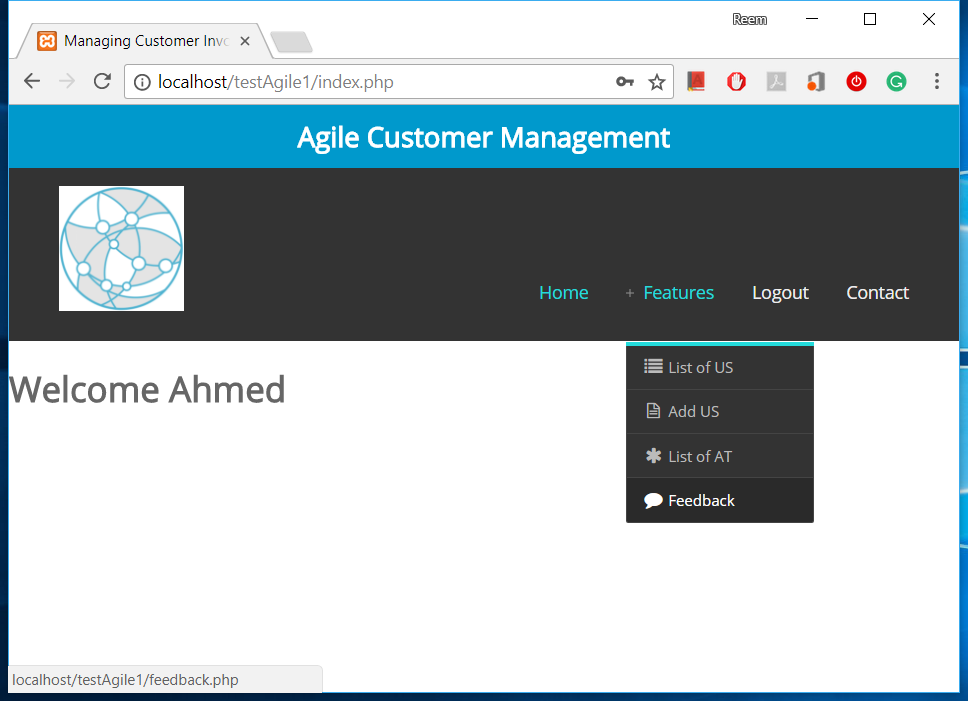 Reem
Managing Customer Inv
localhost/testAgile1/index.php
Agile Customer Management
Home + Features Logout Contact
List of US
Welcome Ahmed
Add US
List of AT
Feedback
localhost/testAgile1/feedback.php